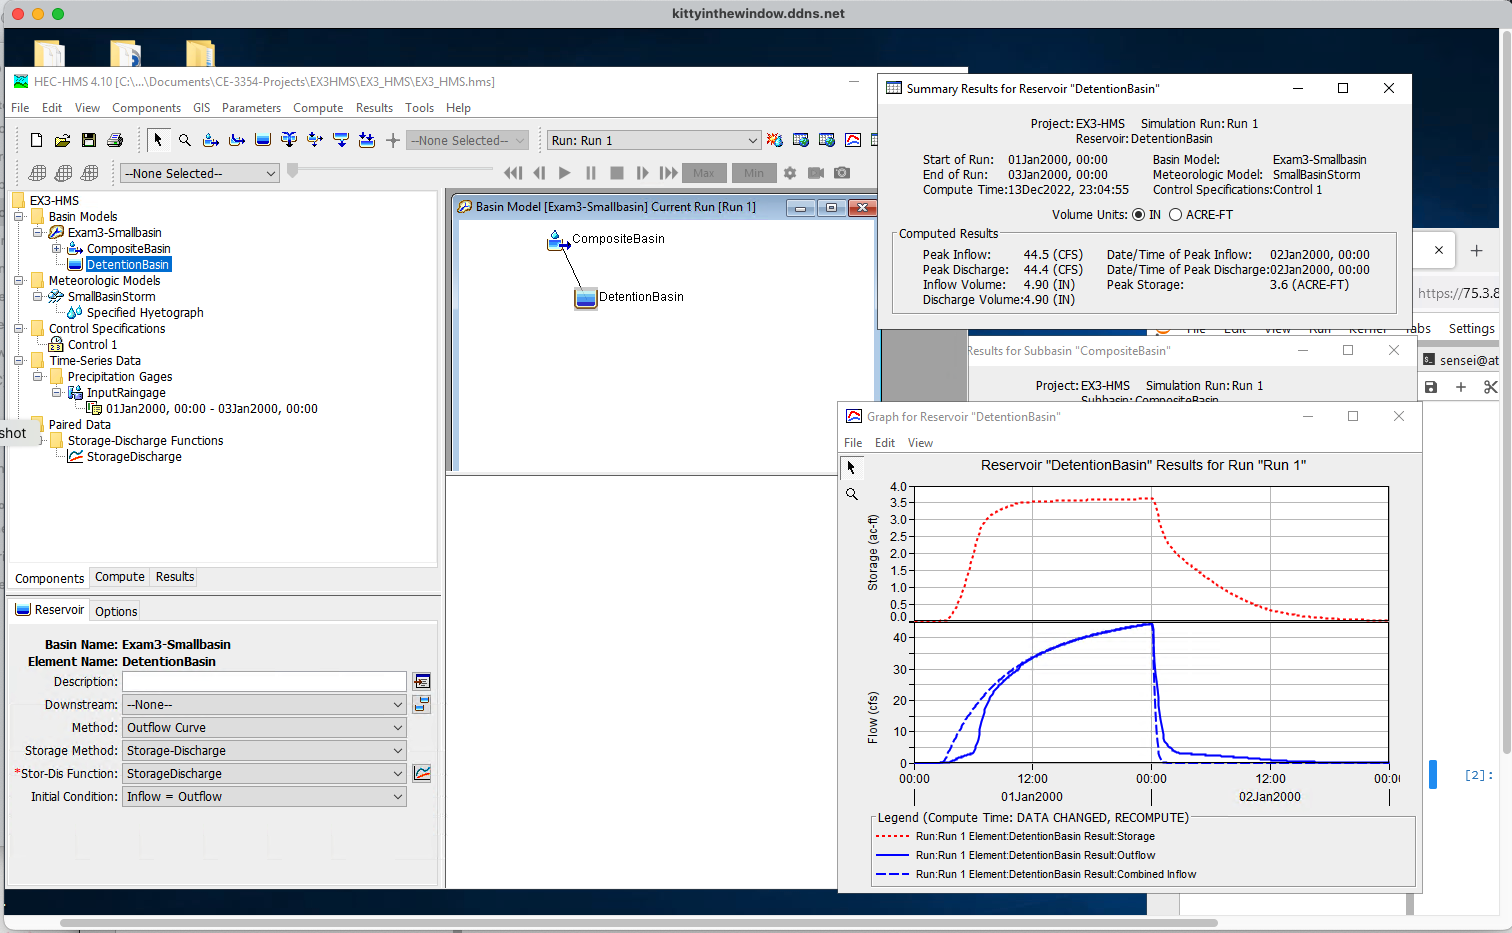 kittyinthewindow.ddns.net
HEC-HMS 4.10 [C:\...\Documents\CE-3354-Projects\EX3HMS\EX3_HMS\EX3_HMS.hms]
File Edit View Components GIS Parameters Compute Results Tools Help
--None Selected-- Run: Run 1
--None Selected-- Max Min
EX3-HMS
Basin Models
Exam3-Smallbasin
CompositeBasin
DetentionBasin
Meteorologic Models
SmallBasinStorm
Specified Hyetograph
Control Specifications
Control 1
Time-Series Data
Precipitation Gages
InputRaingage
01Jan2000, 00:00 - 03Jan2000, 00:00
Paired Data
Storage-Discharge Functions
StorageDischarge
shot
Components Compute Results
Reservoir Options
Basin Name: Exam3-Smallbasin
Element Name: DetentionBasin
Description:
Downstream: --None--
Method: Outflow Curve
Storage Method: Storage-Discharge
*Stor-Dis Function: StorageDischarge
Initial Condition: Inflow = Outflow
Basin Model [Exam3-Smallbasin] Current Run [Run 1]
CompositeBasin
DetentionBasin
Summary Results for Reservoir "DetentionBasin"
Project: EX3-HMS Simulation Run: Run 1
Reservoir: DetentionBasin
Start of Run: 01Jan2000, 00:00 Basin Model: Exam3-Smallbasin
End of Run: 03Jan2000, 00:00 Meteorologic Model: SmallBasinStorm
Compute Time:13Dec2022, 23:04:55 Control Specifications:Control 1
Volume Units: IN ACRE-FT
Computed Results
Peak Inflow: 44.5 (CFS) Date/Time of Peak Inflow: 02Jan2000, 00:00
Peak Discharge: 44.4 (CFS) Date/Time of Peak Discharge:02Jan2000, 00:00
Inflow Volume: 4.90 (IN) Peak Storage: 3.6 (ACRE-FT)
Discharge Volume:4.90 (IN)
https://75.3.8
File Edit View Run Kernel Tabs Settings
Results for Subbasin "CompositeBasin"
sensei@at
Project: EX3-HMS Simulation Run: Run 1
Subbasin: CompositeBasin
Graph for Reservoir "DetentionBasin"
File Edit View
Reservoir "DetentionBasin" Results for Run "Run 1"
Storage (ac-ft)
4.0
3.5
3.0
2.5
2.0
1.5
1.0
0.5
0.0
Flow (cfs)
40
30
20
10
0
00:00 12:00 00:00 12:00 00:0
01Jan2000 02Jan2000
Legend (Compute Time: DATA CHANGED, RECOMPUTE)
Run:Run 1 Element:DetentionBasin Result:Storage
Run:Run 1 Element:DetentionBasin Result:Outflow
Run:Run 1 Element:DetentionBasin Result:Combined Inflow
[2]: